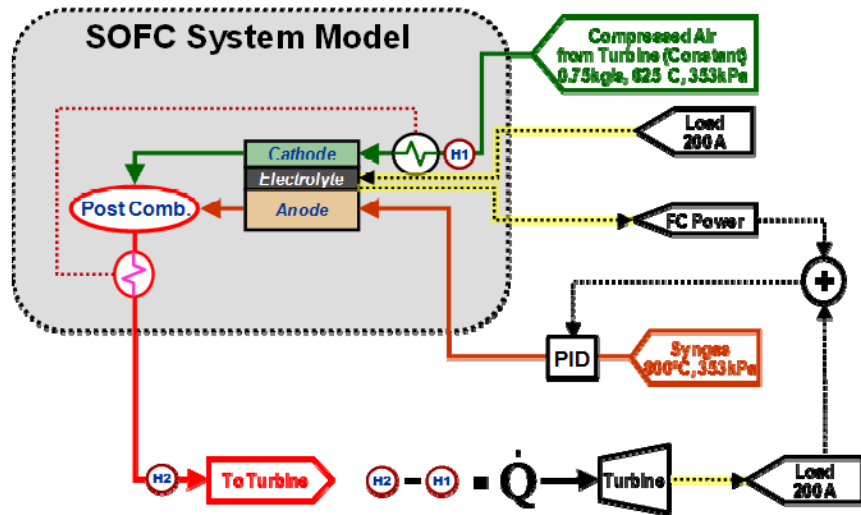 SOFC System Model
Compressed Air
from Turbine (Constant)
0.75kg/s, 625 C, 353kPa
Load
200 A
H1
Cathode
Electrolyte
Anode
Post Comb.
FC Power
+
PID
Syngas
800°C, 353kPa
H2
To Turbine
H2 - H1 = Q̇
Turbine
Load
200 A